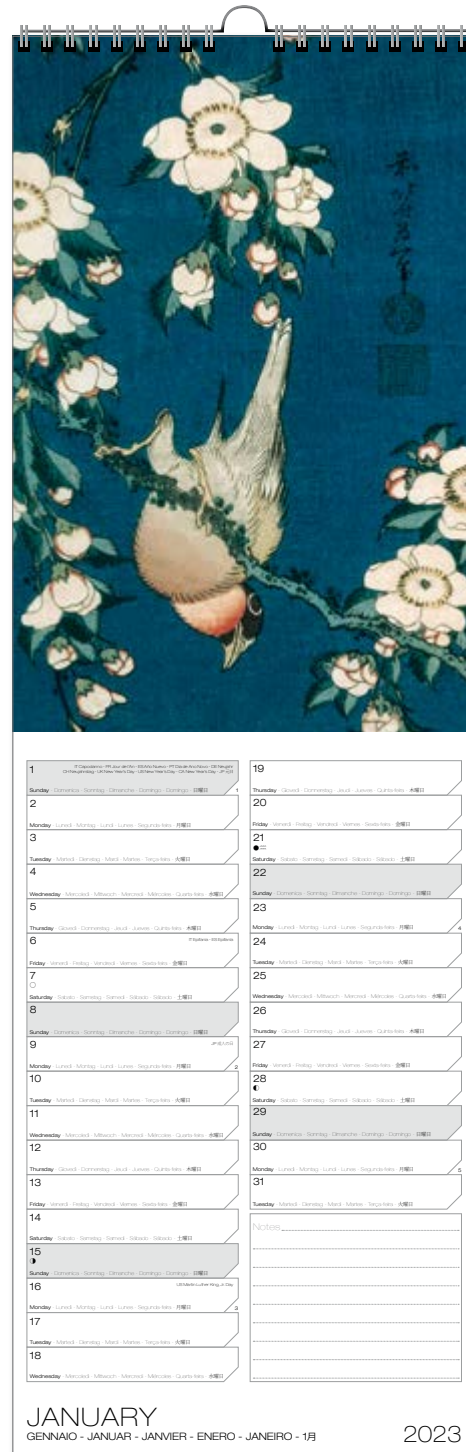 1
IT Capodanno - FR Jour de l'An - ES Año Nuevo - PT Dia de Ano Novo - DE Neujahr
CH Neujahrstag - UK New Year's Day - US New Year's Day - CA New Year's Day - JP 元日
Sunday - Domenica - Sonntag - Dimanche - Domingo - Domingo - 日曜日 1
2
Monday - Lunedì - Montag - Lundi - Lunes - Segunda-feira - 月曜日
3
Tuesday - Martedì - Dienstag - Mardi - Martes - Terça-feira - 火曜日
4
Wednesday - Mercoledì - Mittwoch - Mercredi - Miércoles - Quarta-feira - 水曜日
5
Thursday - Giovedì - Donnerstag - Jeudi - Jueves - Quinta-feira - 木曜日
6
IT Epifania - ES Epifanía
Friday - Venerdì - Freitag - Vendredi - Viernes - Sexta-feira - 金曜日
7
Saturday - Sabato - Samstag - Samedi - Sábado - Sábado - 土曜日
8
Sunday - Domenica - Sonntag - Dimanche - Domingo - Domingo - 日曜日
9
JP 成人の日
Monday - Lunedì - Montag - Lundi - Lunes - Segunda-feira - 月曜日 2
10
Tuesday - Martedì - Dienstag - Mardi - Martes - Terça-feira - 火曜日
11
Wednesday - Mercoledì - Mittwoch - Mercredi - Miércoles - Quarta-feira - 水曜日
12
Thursday - Giovedì - Donnerstag - Jeudi - Jueves - Quinta-feira - 木曜日
13
Friday - Venerdì - Freitag - Vendredi - Viernes - Sexta-feira - 金曜日
14
Saturday - Sabato - Samstag - Samedi - Sábado - Sábado - 土曜日
15
Sunday - Domenica - Sonntag - Dimanche - Domingo - Domingo - 日曜日
16
US Martin Luther King, Jr. Day
Monday - Lunedì - Montag - Lundi - Lunes - Segunda-feira - 月曜日 3
17
Tuesday - Martedì - Dienstag - Mardi - Martes - Terça-feira - 火曜日
18
Wednesday - Mercoledì - Mittwoch - Mercredi - Miércoles - Quarta-feira - 水曜日
19
Thursday - Giovedì - Donnerstag - Jeudi - Jueves - Quinta-feira - 木曜日
20
Friday - Venerdì - Freitag - Vendredi - Viernes - Sexta-feira - 金曜日
21
Saturday - Sabato - Samstag - Samedi - Sábado - Sábado - 土曜日
22
Sunday - Domenica - Sonntag - Dimanche - Domingo - Domingo - 日曜日
23
Monday - Lunedì - Montag - Lundi - Lunes - Segunda-feira - 月曜日 4
24
Tuesday - Martedì - Dienstag - Mardi - Martes - Terça-feira - 火曜日
25
Wednesday - Mercoledì - Mittwoch - Mercredi - Miércoles - Quarta-feira - 水曜日
26
Thursday - Giovedì - Donnerstag - Jeudi - Jueves - Quinta-feira - 木曜日
27
Friday - Venerdì - Freitag - Vendredi - Viernes - Sexta-feira - 金曜日
28
Saturday - Sabato - Samstag - Samedi - Sábado - Sábado - 土曜日
29
Sunday - Domenica - Sonntag - Dimanche - Domingo - Domingo - 日曜日
30
Monday - Lunedì - Montag - Lundi - Lunes - Segunda-feira - 月曜日 5
31
Tuesday - Martedì - Dienstag - Mardi - Martes - Terça-feira - 火曜日
Notes
JANUARY
GENNAIO - JANUAR - JANVIER - ENERO - JANEIRO - 1月
2023